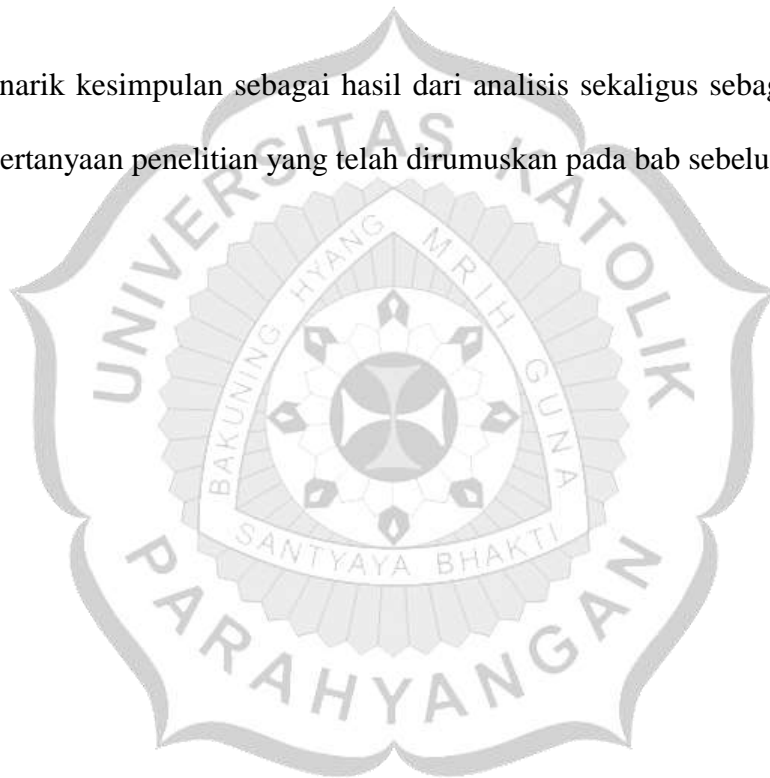 narik kesimpulan sebagai hasil dari analisis sekaligus sebag
ertanyaan penelitian yang telah dirumuskan pada bab sebelu
UNIVERSITAS KATOLIK
BAKUNING HYANG MRIH GUNA
SANTYAYA BHAKTI
PARAHYANGAN